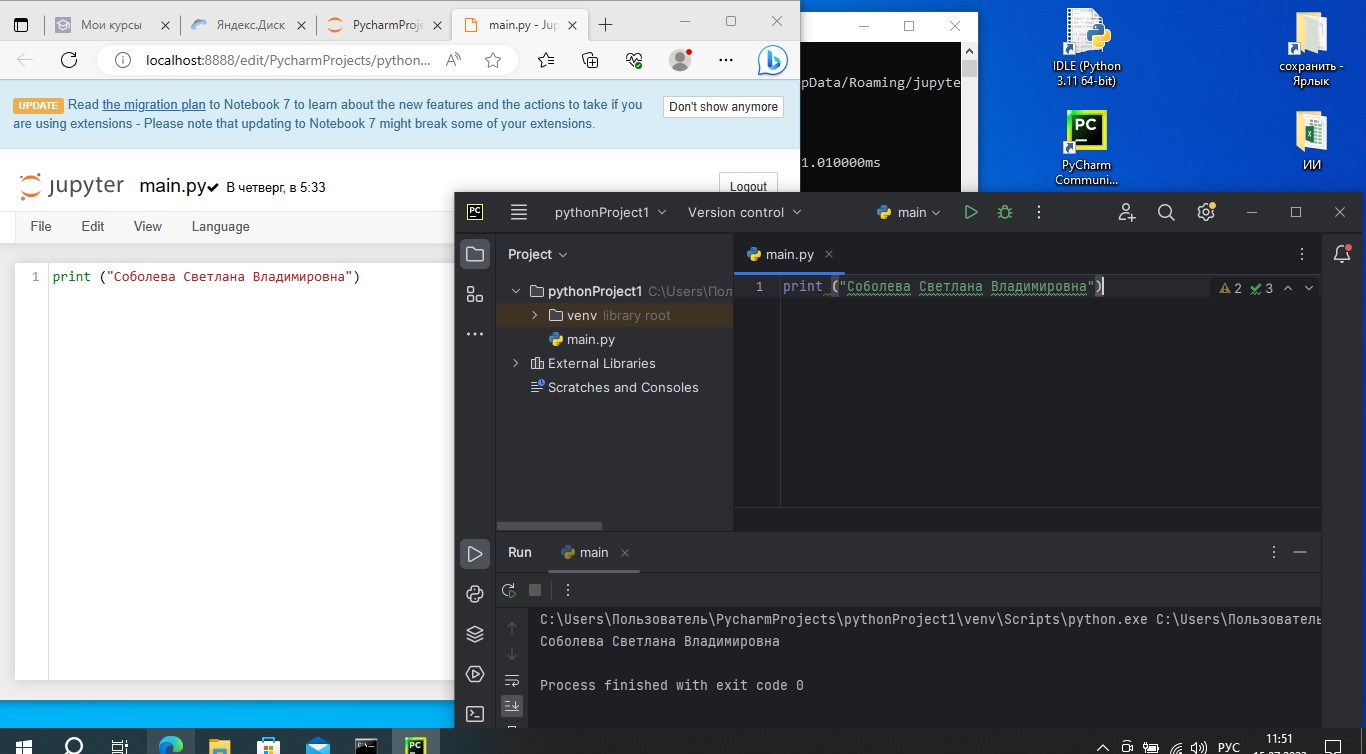 Мои курсы
Яндекс.Диск
PycharmProje
main.py - Jup
localhost:8888/edit/PycharmProjects/python...
UPDATE Read the migration plan to Notebook 7 to learn about the new features and the actions to take if you
are using extensions - Please note that updating to Notebook 7 might break some of your extensions.
Don't show anymore
jupyter main.py✔ В четверг, в 5:33
Logout
File Edit View Language
1 print ("Соболева Светлана Владимировна")
pData/Roaming/jupyte
1.010000ms
IDLE (Python
3.11 64-bit)
сохранить -
Ярлык
PC
PyCharm
Communi...
ИИ
PC pythonProject1 Version control main
Project
main.py
pythonProject1 C:\Users\Пол
venv library root
main.py
External Libraries
Scratches and Consoles
1 print ("Соболева Светлана Владимировна")
2 3
Run main
C:\Users\Пользователь\PycharmProjects\pythonProject1\venv\Scripts\python.exe C:\Users\Пользователь
Соболева Светлана Владимировна
Process finished with exit code 0
PC
РУС
11:51